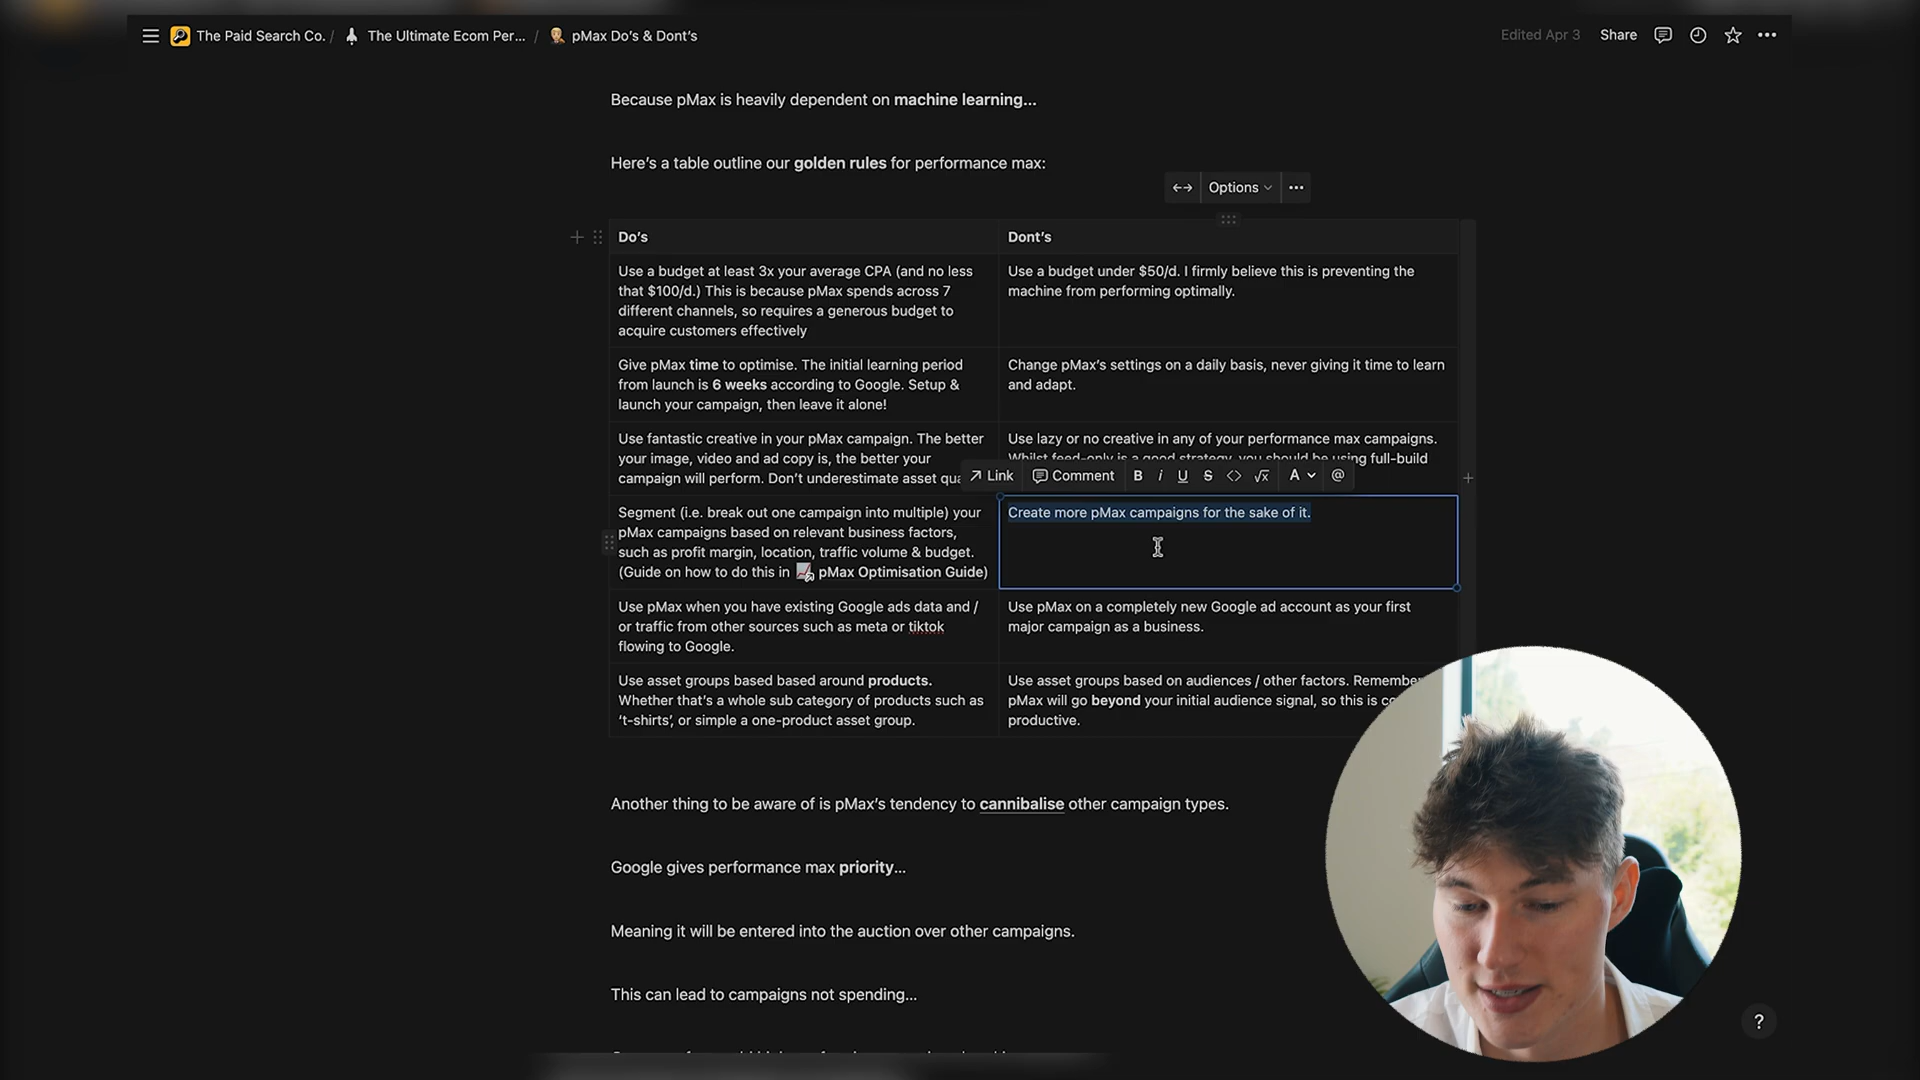 The Paid Search Co. / The Ultimate Ecom Per... / pMax Do's & Dont's
Edited Apr 3 Share
Because pMax is heavily dependent on machine learning...
Here's a table outline our golden rules for performance max:
Options
Do's
Dont's
Use a budget at least 3x your average CPA (and no less
that $100/d.) This is because pMax spends across 7
different channels, so requires a generous budget to
acquire customers effectively
Use a budget under $50/d. I firmly believe this is preventing the
machine from performing optimally.
Give pMax time to optimise. The initial learning period
from launch is 6 weeks according to Google. Setup &
launch your campaign, then leave it alone!
Change pMax's settings on a daily basis, never giving it time to learn
and adapt.
Use fantastic creative in your pMax campaign. The better
your image, video and ad copy is, the better your
campaign will perform. Don't underestimate asset
Use lazy or no creative in any of your performance max campaigns.
Whilst feed-only is a good strategy, you should be using full-build
Link Comment B i U S <> √x A @
Segment (i.e. break out one campaign into multiple) your
pMax campaigns based on relevant business factors,
such as profit margin, location, traffic volume & budget.
(Guide on how to do this in pMax Optimisation Guide)
Create more pMax campaigns for the sake of it.
Use pMax when you have existing Google ads data and /
or traffic from other sources such as meta or tiktok
flowing to Google.
Use pMax on a completely new Google ad account as your first
major campaign as a business.
Use asset groups based based around products.
Whether that's a whole sub category of products such as
't-shirts', or simple a one-product asset group.
Use asset groups based on audiences / other factors. Remember
pMax will go beyond your initial audience signal, so this is
productive.
Another thing to be aware of is pMax's tendency to cannibalise other campaign types.
Google gives performance max priority...
Meaning it will be entered into the auction over other campaigns.
This can lead to campaigns not spending...
?